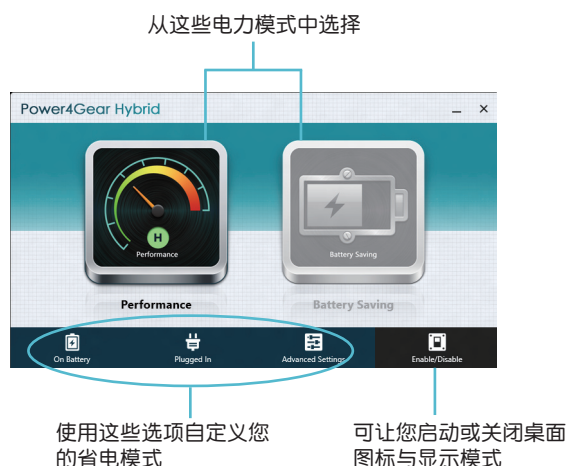 从这些电力模式中选择
Power4Gear Hybrid
H
Performance
Battery Saving
Performance
Battery Saving
On Battery
Plugged In
Advanced Settings
Enable/Disable
使用这些选项自定义您
的省电模式
可让您启动或关闭桌面
图标与显示模式